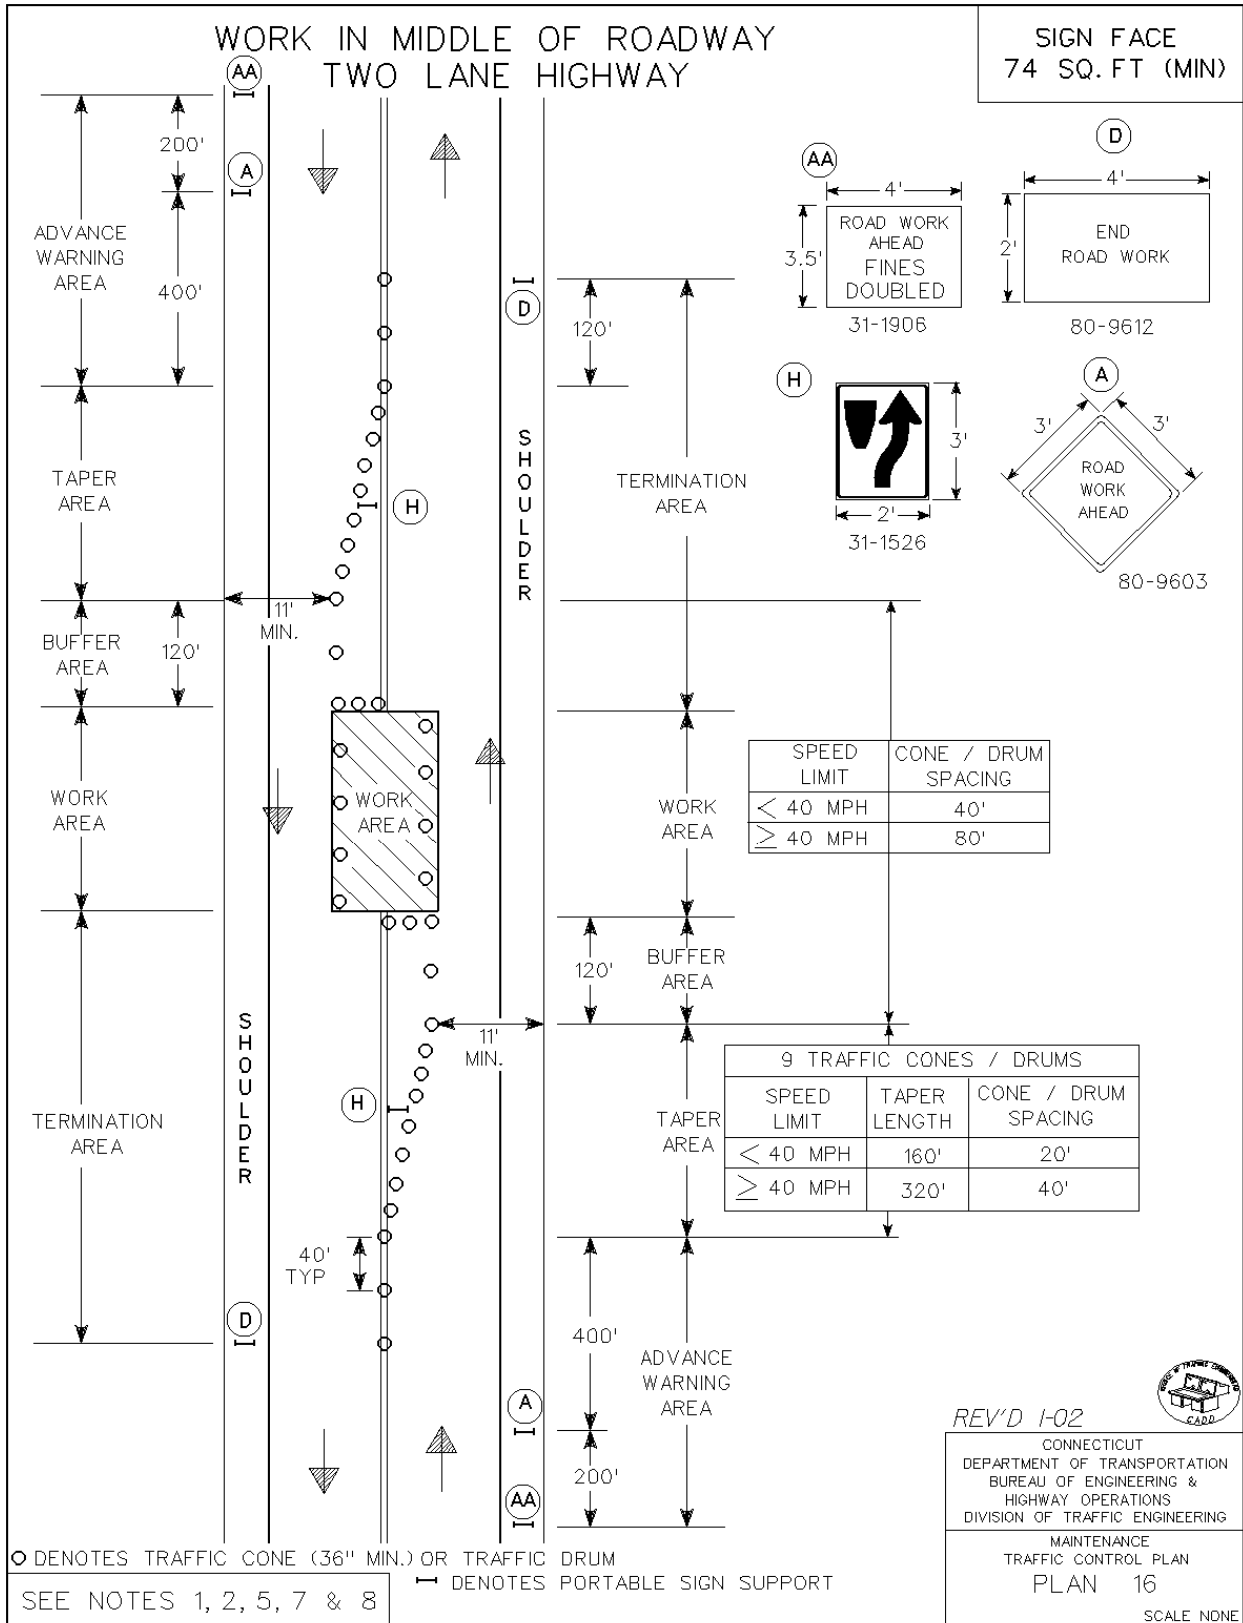 WORK IN MIDDLE OF ROADWAY
TWO LANE HIGHWAY
SIGN FACE
74 SQ.FT (MIN)
AA
200'
A
ADVANCE
WARNING
AREA
400'
TAPER
AREA
H
11'
MIN.
BUFFER
AREA
120'
WORK
AREA
WORK
AREA
TERMINATION
AREA
SHOULDER
H
40'
TYP
D
D
120'
SHOULDER
TERMINATION
AREA
WORK
AREA
120'
BUFFER
AREA
11'
MIN.
TAPER
AREA
400'
ADVANCE
WARNING
AREA
A
200'
AA
AA
4'
3.5'
ROAD WORK
AHEAD
FINES
DOUBLED
31-1906
D
4'
2'
END
ROAD WORK
80-9612
H
3'
2'
31-1526
A
3'
3'
ROAD
WORK
AHEAD
80-9603
SPEED LIMIT CONE / DRUM SPACING
< 40 MPH 40'
≥ 40 MPH 80'
9 TRAFFIC CONES / DRUMS
SPEED LIMIT TAPER LENGTH CONE / DRUM SPACING
< 40 MPH 160' 20'
≥ 40 MPH 320' 40'
REV'D 1-02
CADD
CONNECTICUT
DEPARTMENT OF TRANSPORTATION
BUREAU OF ENGINEERING &
HIGHWAY OPERATIONS
DIVISION OF TRAFFIC ENGINEERING
MAINTENANCE
TRAFFIC CONTROL PLAN
PLAN 16
SCALE NONE
O DENOTES TRAFFIC CONE (36" MIN.) OR TRAFFIC DRUM
DENOTES PORTABLE SIGN SUPPORT
SEE NOTES 1, 2, 5, 7 & 8